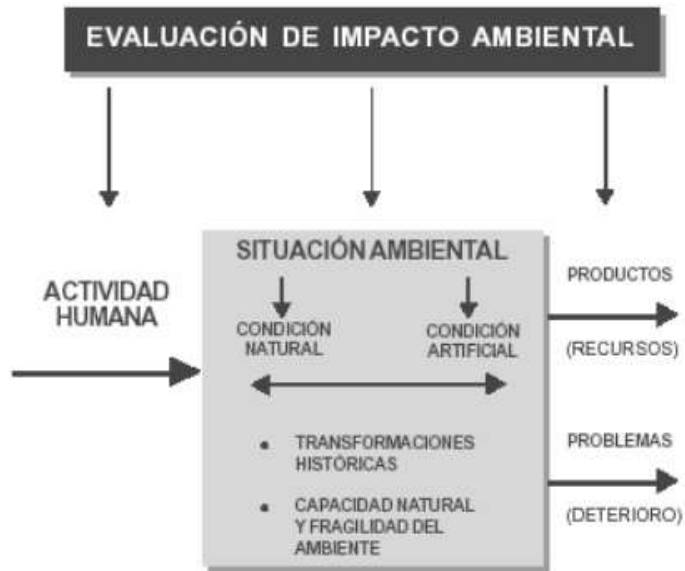 EVALUACIÓN DE IMPACTO AMBIENTAL
ACTIVIDAD
HUMANA
SITUACIÓN AMBIENTAL
CONDICIÓN
NATURAL
CONDICIÓN
ARTIFICIAL
• TRANSFORMACIONES
HISTÓRICAS
• CAPACIDAD NATURAL
Y FRAGILIDAD DEL
AMBIENTE
PRODUCTOS
(RECURSOS)
PROBLEMAS
(DETERIORO)